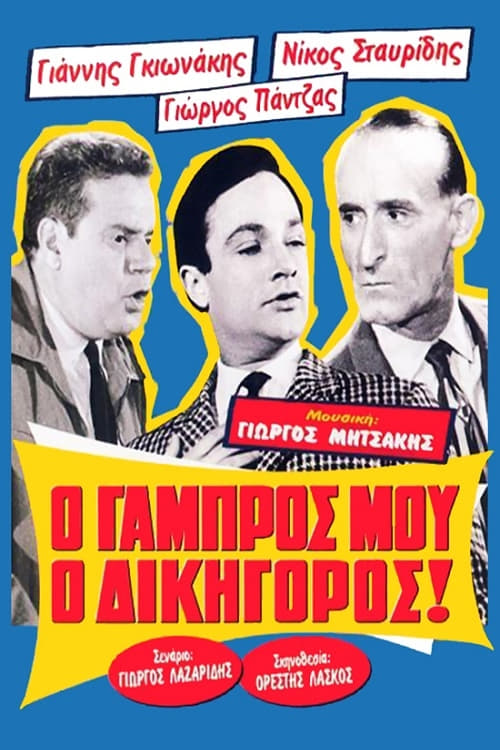 Γιάννης Γκιωνάκης
Νίκος Σταυρίδης
Γιώργος Πάντζας
Μουσική:
ΓΙΩΡΓΟΣ ΜΗΤΣΑΚΗΣ
Ο ΓΑΜΠΡΟΣ ΜΟΥ
Ο ΔΙΚΗΓΟΡΟΣ!
Σενάριο:
ΓΙΩΡΓΟΣ ΛΑΖΑΡΙΔΗΣ
Σκηνοθεσία:
ΟΡΕΣΤΗΣ ΛΑΣΚΟΣ